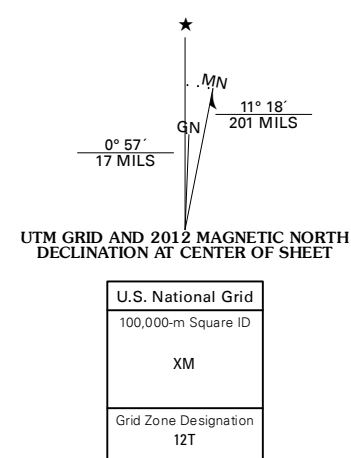 ★
MN
11° 18´
201 MILS
GN
0° 57´
17 MILS
UTM GRID AND 2012 MAGNETIC NORTH
DECLINATION AT CENTER OF SHEET
U.S. National Grid
100,000-m Square ID
XM
Grid Zone Designation
12T